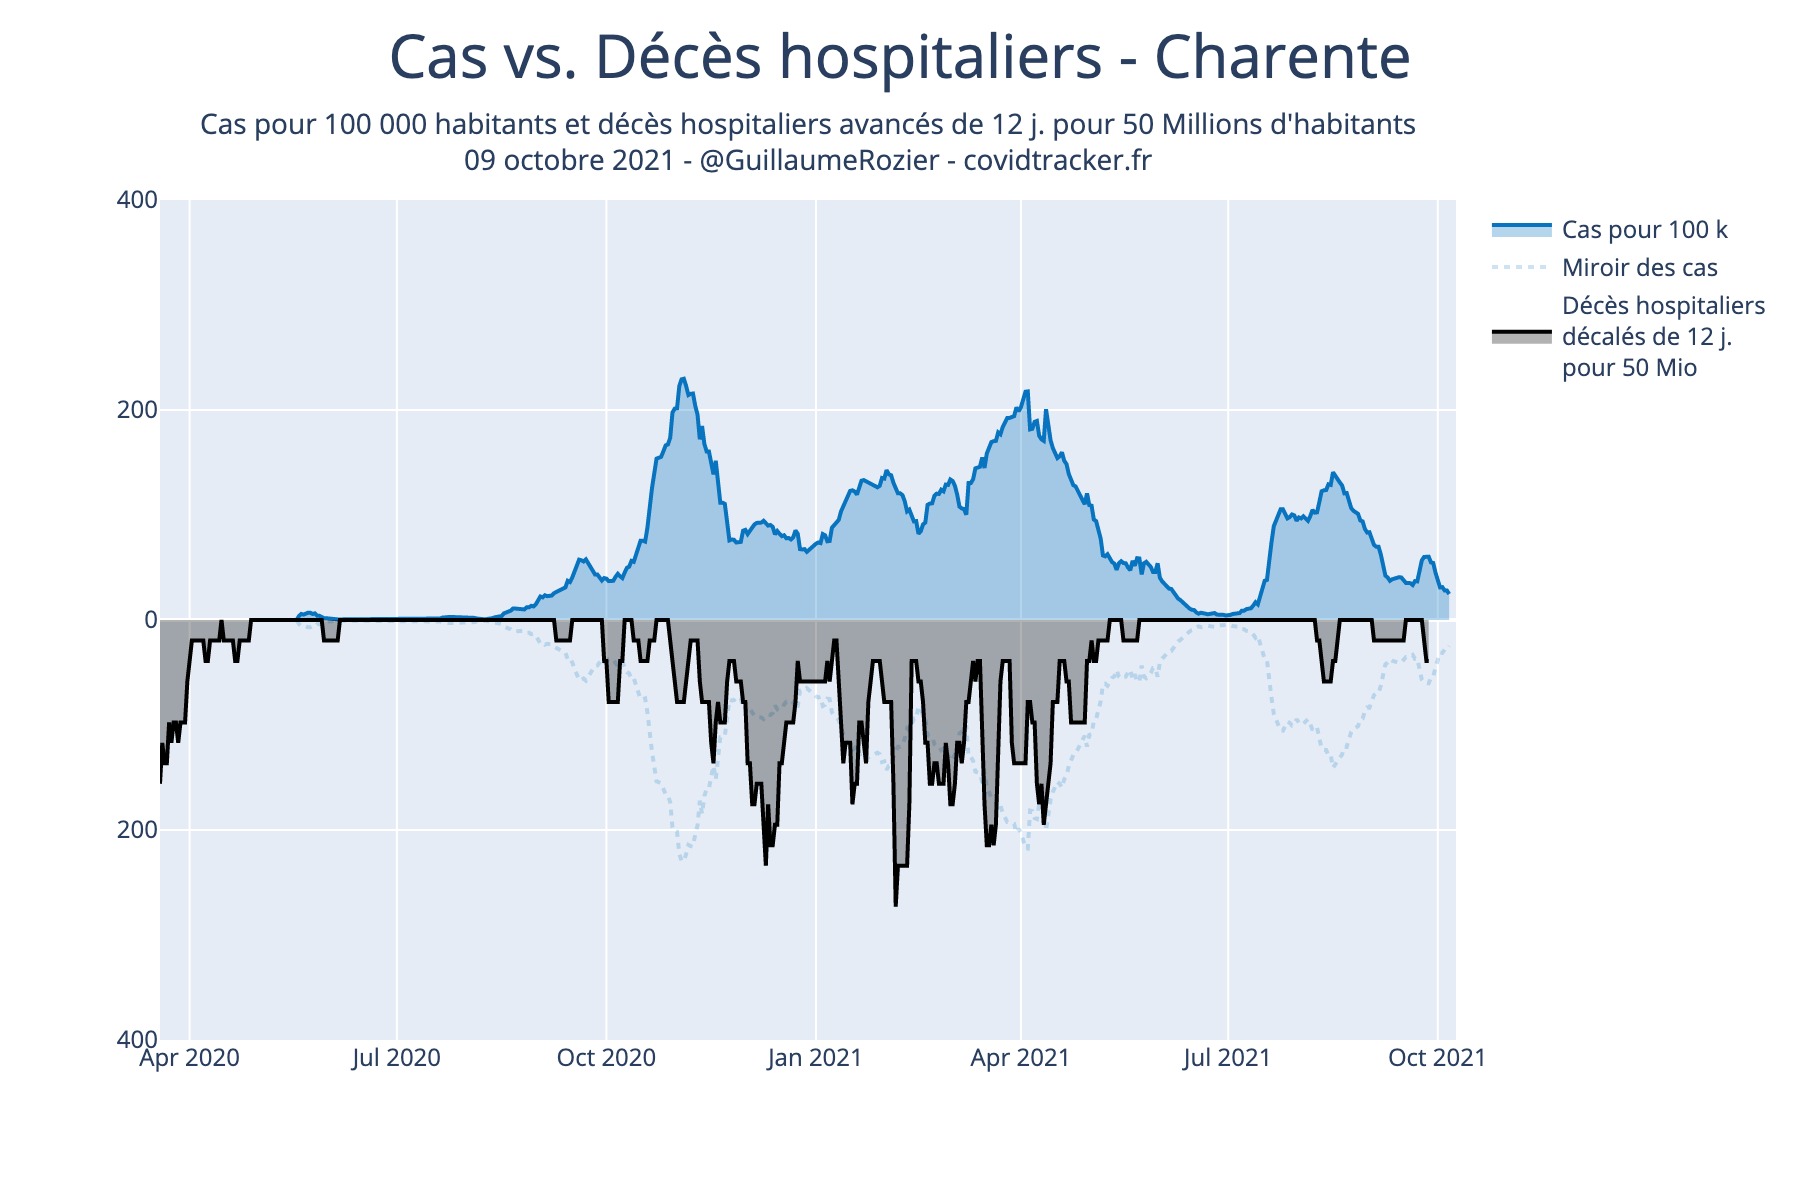 Cas vs. Décès hospitaliers - Charente
Cas pour 100 000 habitants et décès hospitaliers avancés de 12 j. pour 50 Millions d'habitants
09 octobre 2021 - @GuillaumeRozier - covidtracker.fr
400
200
0
200
400
Apr 2020
Jul 2020
Oct 2020
Jan 2021
Apr 2021
Jul 2021
Oct 2021
Cas pour 100 k
Miroir des cas
Décès hospitaliers
décalés de 12 j.
pour 50 Mio